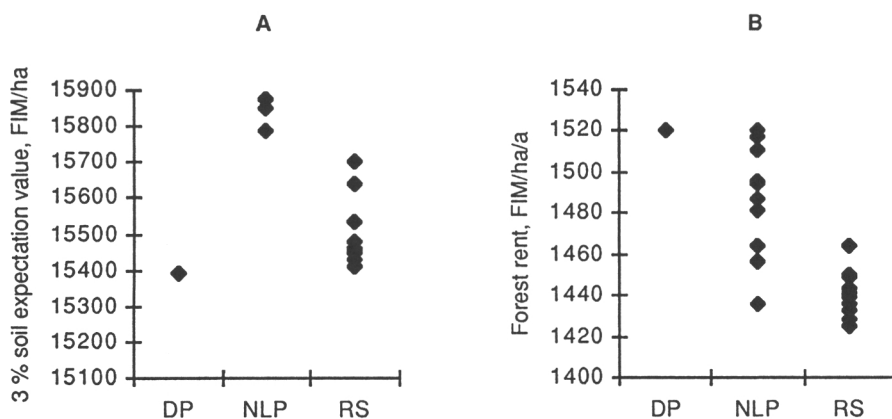 A
3 % soil expectation value, FIM/ha
15900
15800
15700
15600
15500
15400
15300
15200
15100
DP NLP RS
B
Forest rent, FIM/ha/a
1540
1520
1500
1480
1460
1440
1420
1400
DP NLP RS